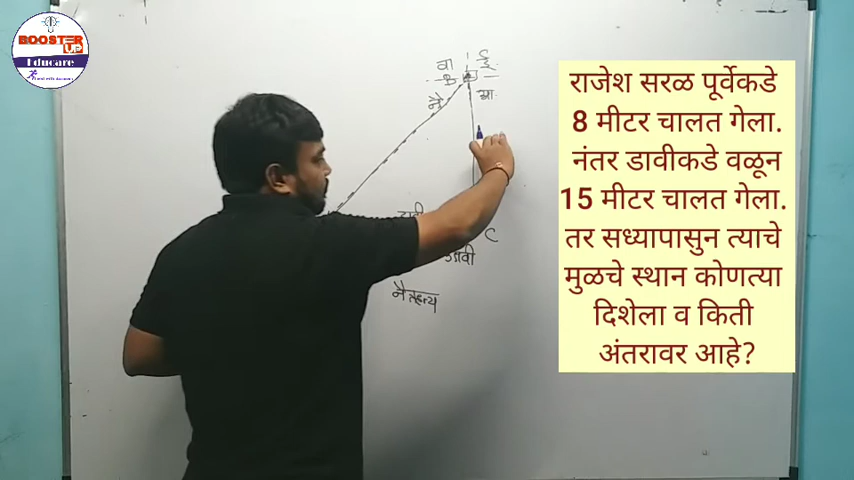 BOOSTER
UP
Educare
राजेश सरळ पूर्वेकडे
8 मीटर चालत गेला.
नंतर डावीकडे वळून
15 मीटर चालत गेला.
तर सध्यापासुन त्याचे
मुळचे स्थान कोणत्या
दिशेला व किती
अंतरावर आहे?
वा ई
B
नै आ
C
नैऋत्य